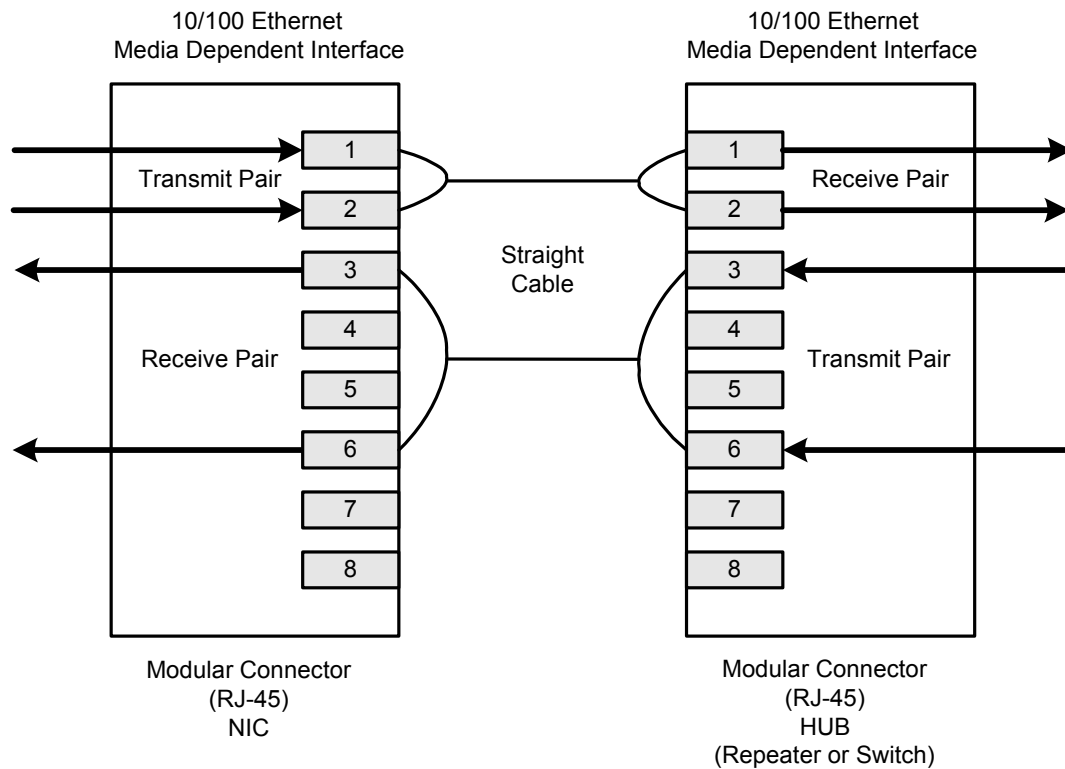 10/100 Ethernet
Media Dependent Interface
10/100 Ethernet
Media Dependent Interface
1
Transmit Pair
2
3
4
Receive Pair
5
6
7
8
Straight
Cable
1
Receive Pair
2
3
4
Transmit Pair
5
6
7
8
Modular Connector
(RJ-45)
NIC
Modular Connector
(RJ-45)
HUB
(Repeater or Switch)